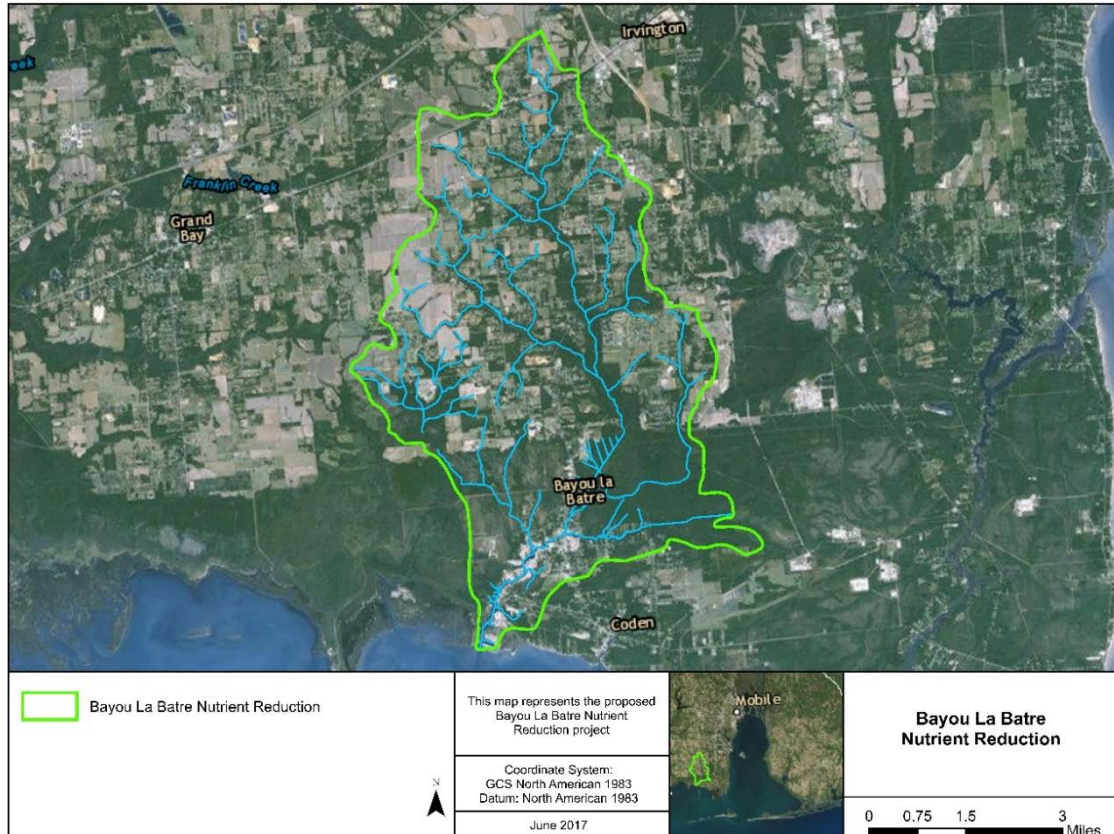 Irvington
Creek
Franklin Creek
Grand
Bay
Bayou la
Batre
Coden
Bayou La Batre Nutrient Reduction
N
This map represents the proposed
Bayou La Batre Nutrient
Reduction project
Coordinate System:
GCS North American 1983
Datum: North American 1983
June 2017
Mobile
Bayou La Batre
Nutrient Reduction
0 0.75 1.5 3
Miles